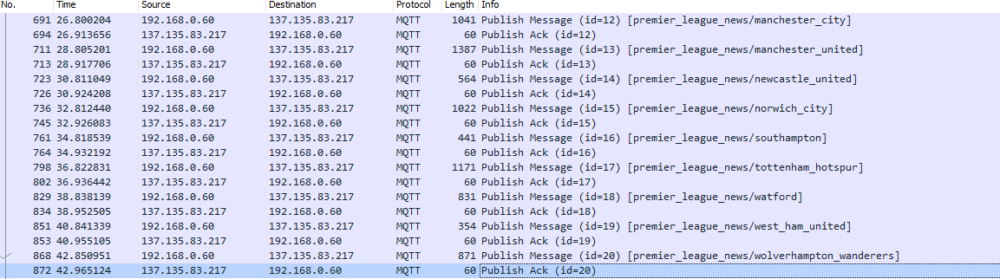 No. Time Source Destination Protocol Length Info
691 26.800204 192.168.0.60 137.135.83.217 MQTT 1041 Publish Message (id=12) [premier_league_news/manchester_city]
694 26.913656 137.135.83.217 192.168.0.60 MQTT 60 Publish Ack (id=12)
711 28.805201 192.168.0.60 137.135.83.217 MQTT 1387 Publish Message (id=13) [premier_league_news/manchester_united]
713 28.917706 137.135.83.217 192.168.0.60 MQTT 60 Publish Ack (id=13)
723 30.811049 192.168.0.60 137.135.83.217 MQTT 564 Publish Message (id=14) [premier_league_news/newcastle_united]
726 30.924208 137.135.83.217 192.168.0.60 MQTT 60 Publish Ack (id=14)
736 32.812440 192.168.0.60 137.135.83.217 MQTT 1022 Publish Message (id=15) [premier_league_news/norwich_city]
745 32.926083 137.135.83.217 192.168.0.60 MQTT 60 Publish Ack (id=15)
761 34.818539 192.168.0.60 137.135.83.217 MQTT 441 Publish Message (id=16) [premier_league_news/southampton]
764 34.932192 137.135.83.217 192.168.0.60 MQTT 60 Publish Ack (id=16)
798 36.822831 192.168.0.60 137.135.83.217 MQTT 1171 Publish Message (id=17) [premier_league_news/tottenham_hotspur]
802 36.936442 137.135.83.217 192.168.0.60 MQTT 60 Publish Ack (id=17)
829 38.838139 192.168.0.60 137.135.83.217 MQTT 831 Publish Message (id=18) [premier_league_news/watford]
834 38.952505 137.135.83.217 192.168.0.60 MQTT 60 Publish Ack (id=18)
851 40.841339 192.168.0.60 137.135.83.217 MQTT 354 Publish Message (id=19) [premier_league_news/west_ham_united]
853 40.955105 137.135.83.217 192.168.0.60 MQTT 60 Publish Ack (id=19)
868 42.850951 192.168.0.60 137.135.83.217 MQTT 871 Publish Message (id=20) [premier_league_news/wolverhampton_wanderers]
872 42.965124 137.135.83.217 192.168.0.60 MQTT 60 Publish Ack (id=20)